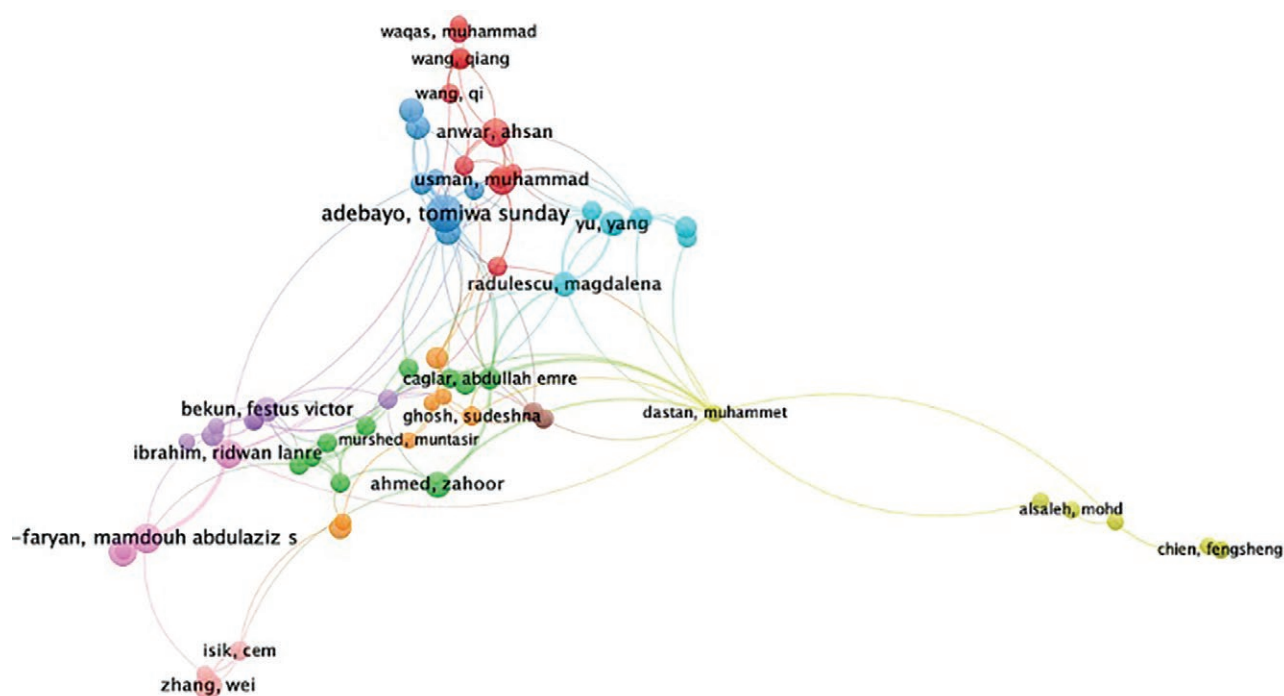 waqas, muhammad
wang, qiang
wang, qi
anwar, ahsan
usman, muhammad
adebayo, tomiwa sunday
yu, yang
radulescu, magdalena
caglar, abdullah emre
bekun, festus victor
ghosh, sudeshna
dastan, muhammet
murshed, muntasir
ibrahim, ridwan lanre
ahmed, zahoor
alsaleh, mohd
-faryan, mamdouh abdulaziz s
chien, fengsheng
isik, cem
zhang, wei